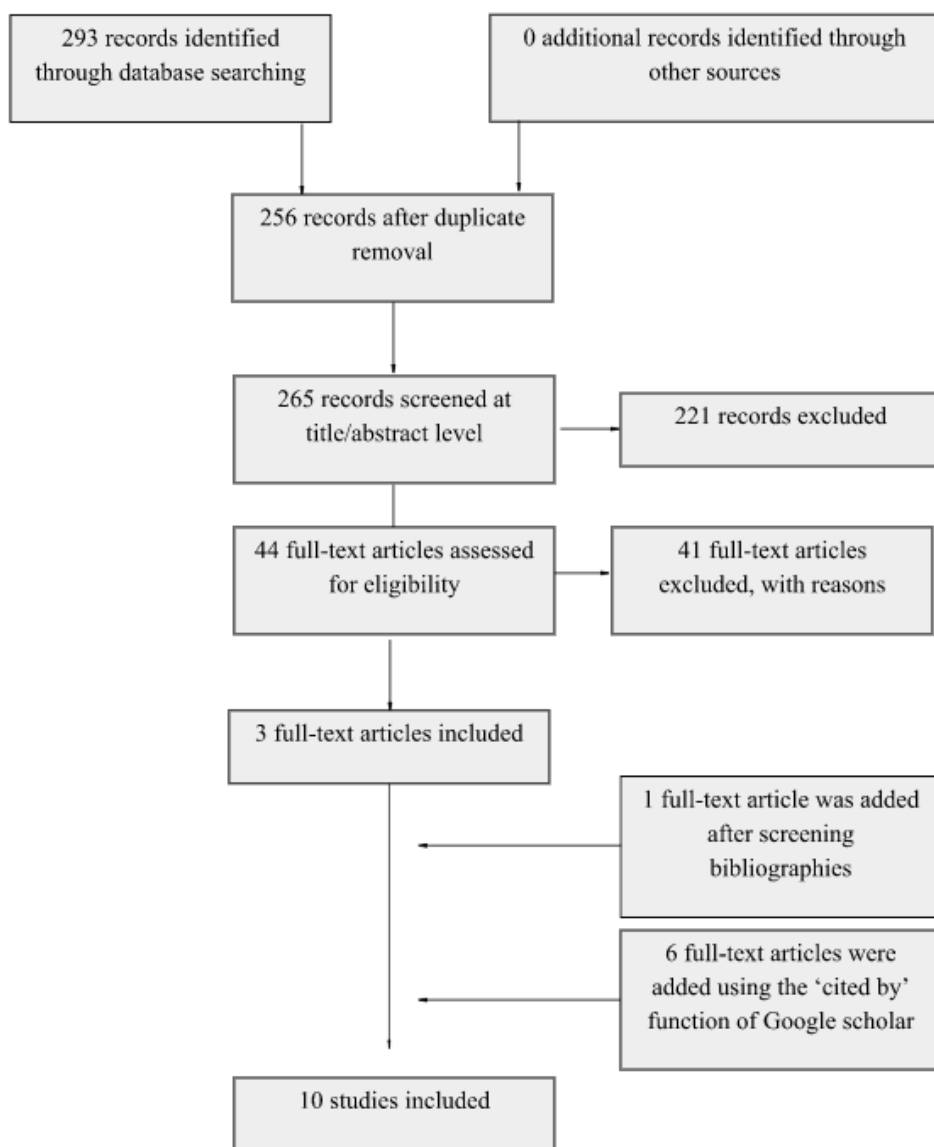 293 records identified
through database searching
0 additional records identified through
other sources
256 records after duplicate
removal
265 records screened at
title/abstract level
221 records excluded
44 full-text articles assessed
for eligibility
41 full-text articles
excluded, with reasons
3 full-text articles included
1 full-text article was added
after screening
bibliographies
6 full-text articles were
added using the ‘cited by’
function of Google scholar
10 studies included